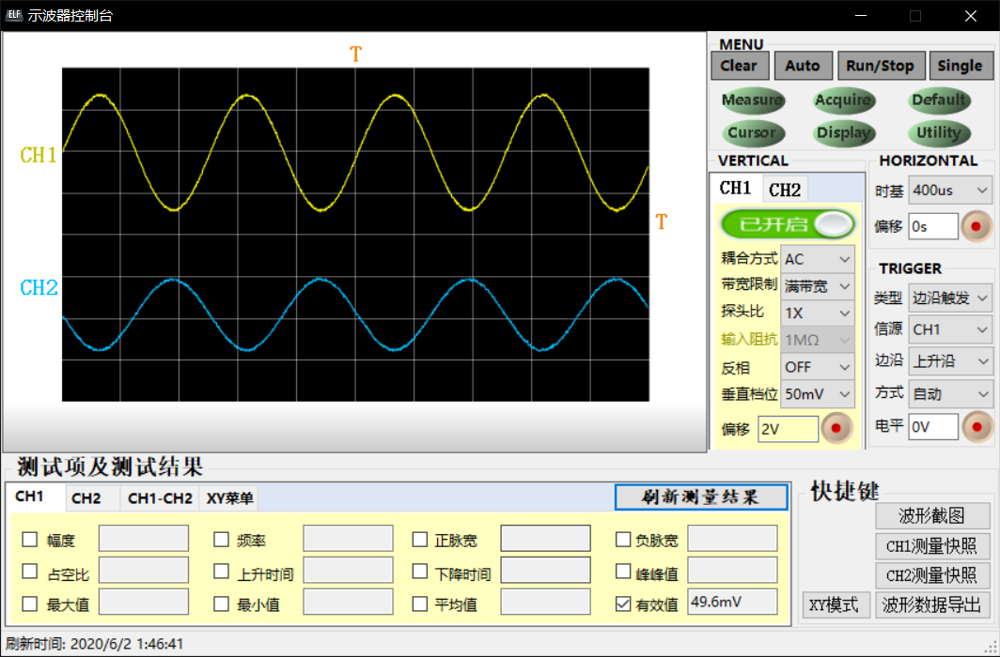 ELF 示波器控制台
T
CH1
T
CH2
MENU
Clear Auto Run/Stop Single
Measure Acquire Default
Cursor Display Utility
VERTICAL
CH1 CH2
已开启
耦合方式 AC
带宽限制 满带宽
探头比 1X
输入阻抗 1MΩ
反相 OFF
垂直档位 50mV
偏移 2V
HORIZONTAL
时基 400us
偏移 0s
TRIGGER
类型 边沿触发
信源 CH1
边沿 上升沿
方式 自动
电平 0V
测试项及测试结果
CH1 CH2 CH1-CH2 XY菜单 刷新测量结果
幅度 频率 正脉宽 负脉宽
占空比 上升时间 下降时间 峰峰值
最大值 最小值 平均值 有效值 49.6mV
快捷键
波形截图
CH1测量快照
CH2测量快照
XY模式 波形数据导出
刷新时间: 2020/6/2 1:46:41